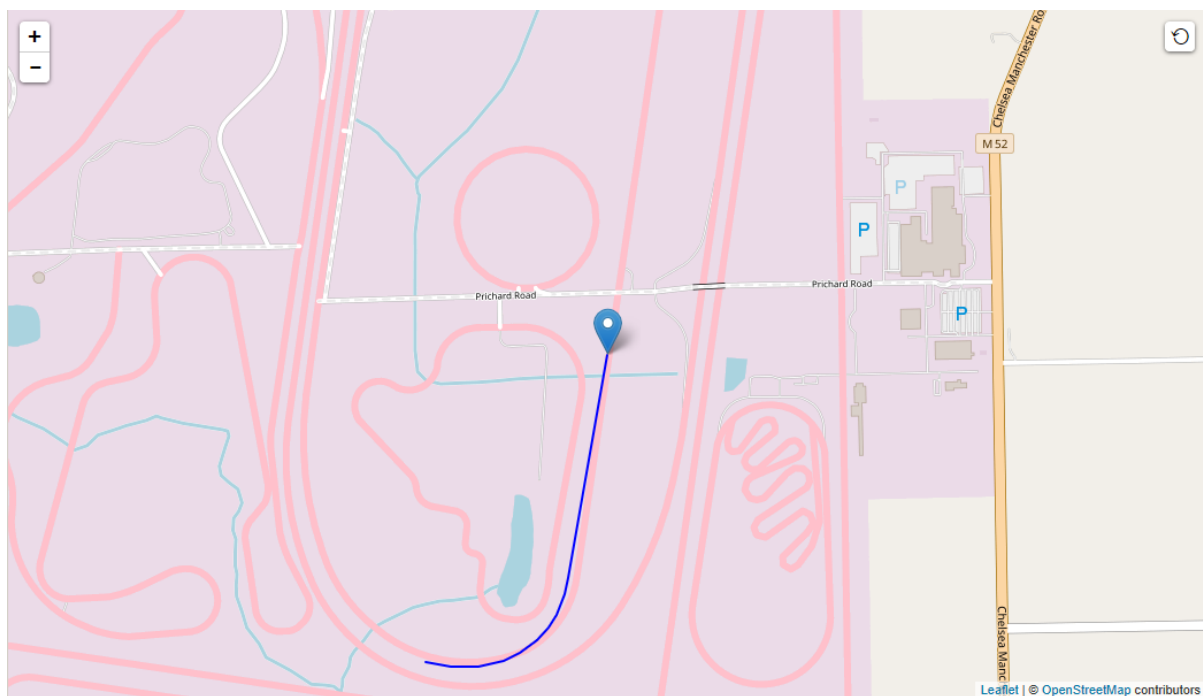 +
−
Chelsea Manchester Ro
M 52
P
P
Prichard Road
Prichard Road
P
Chelsea Manc
Leaflet | © OpenStreetMap contributors